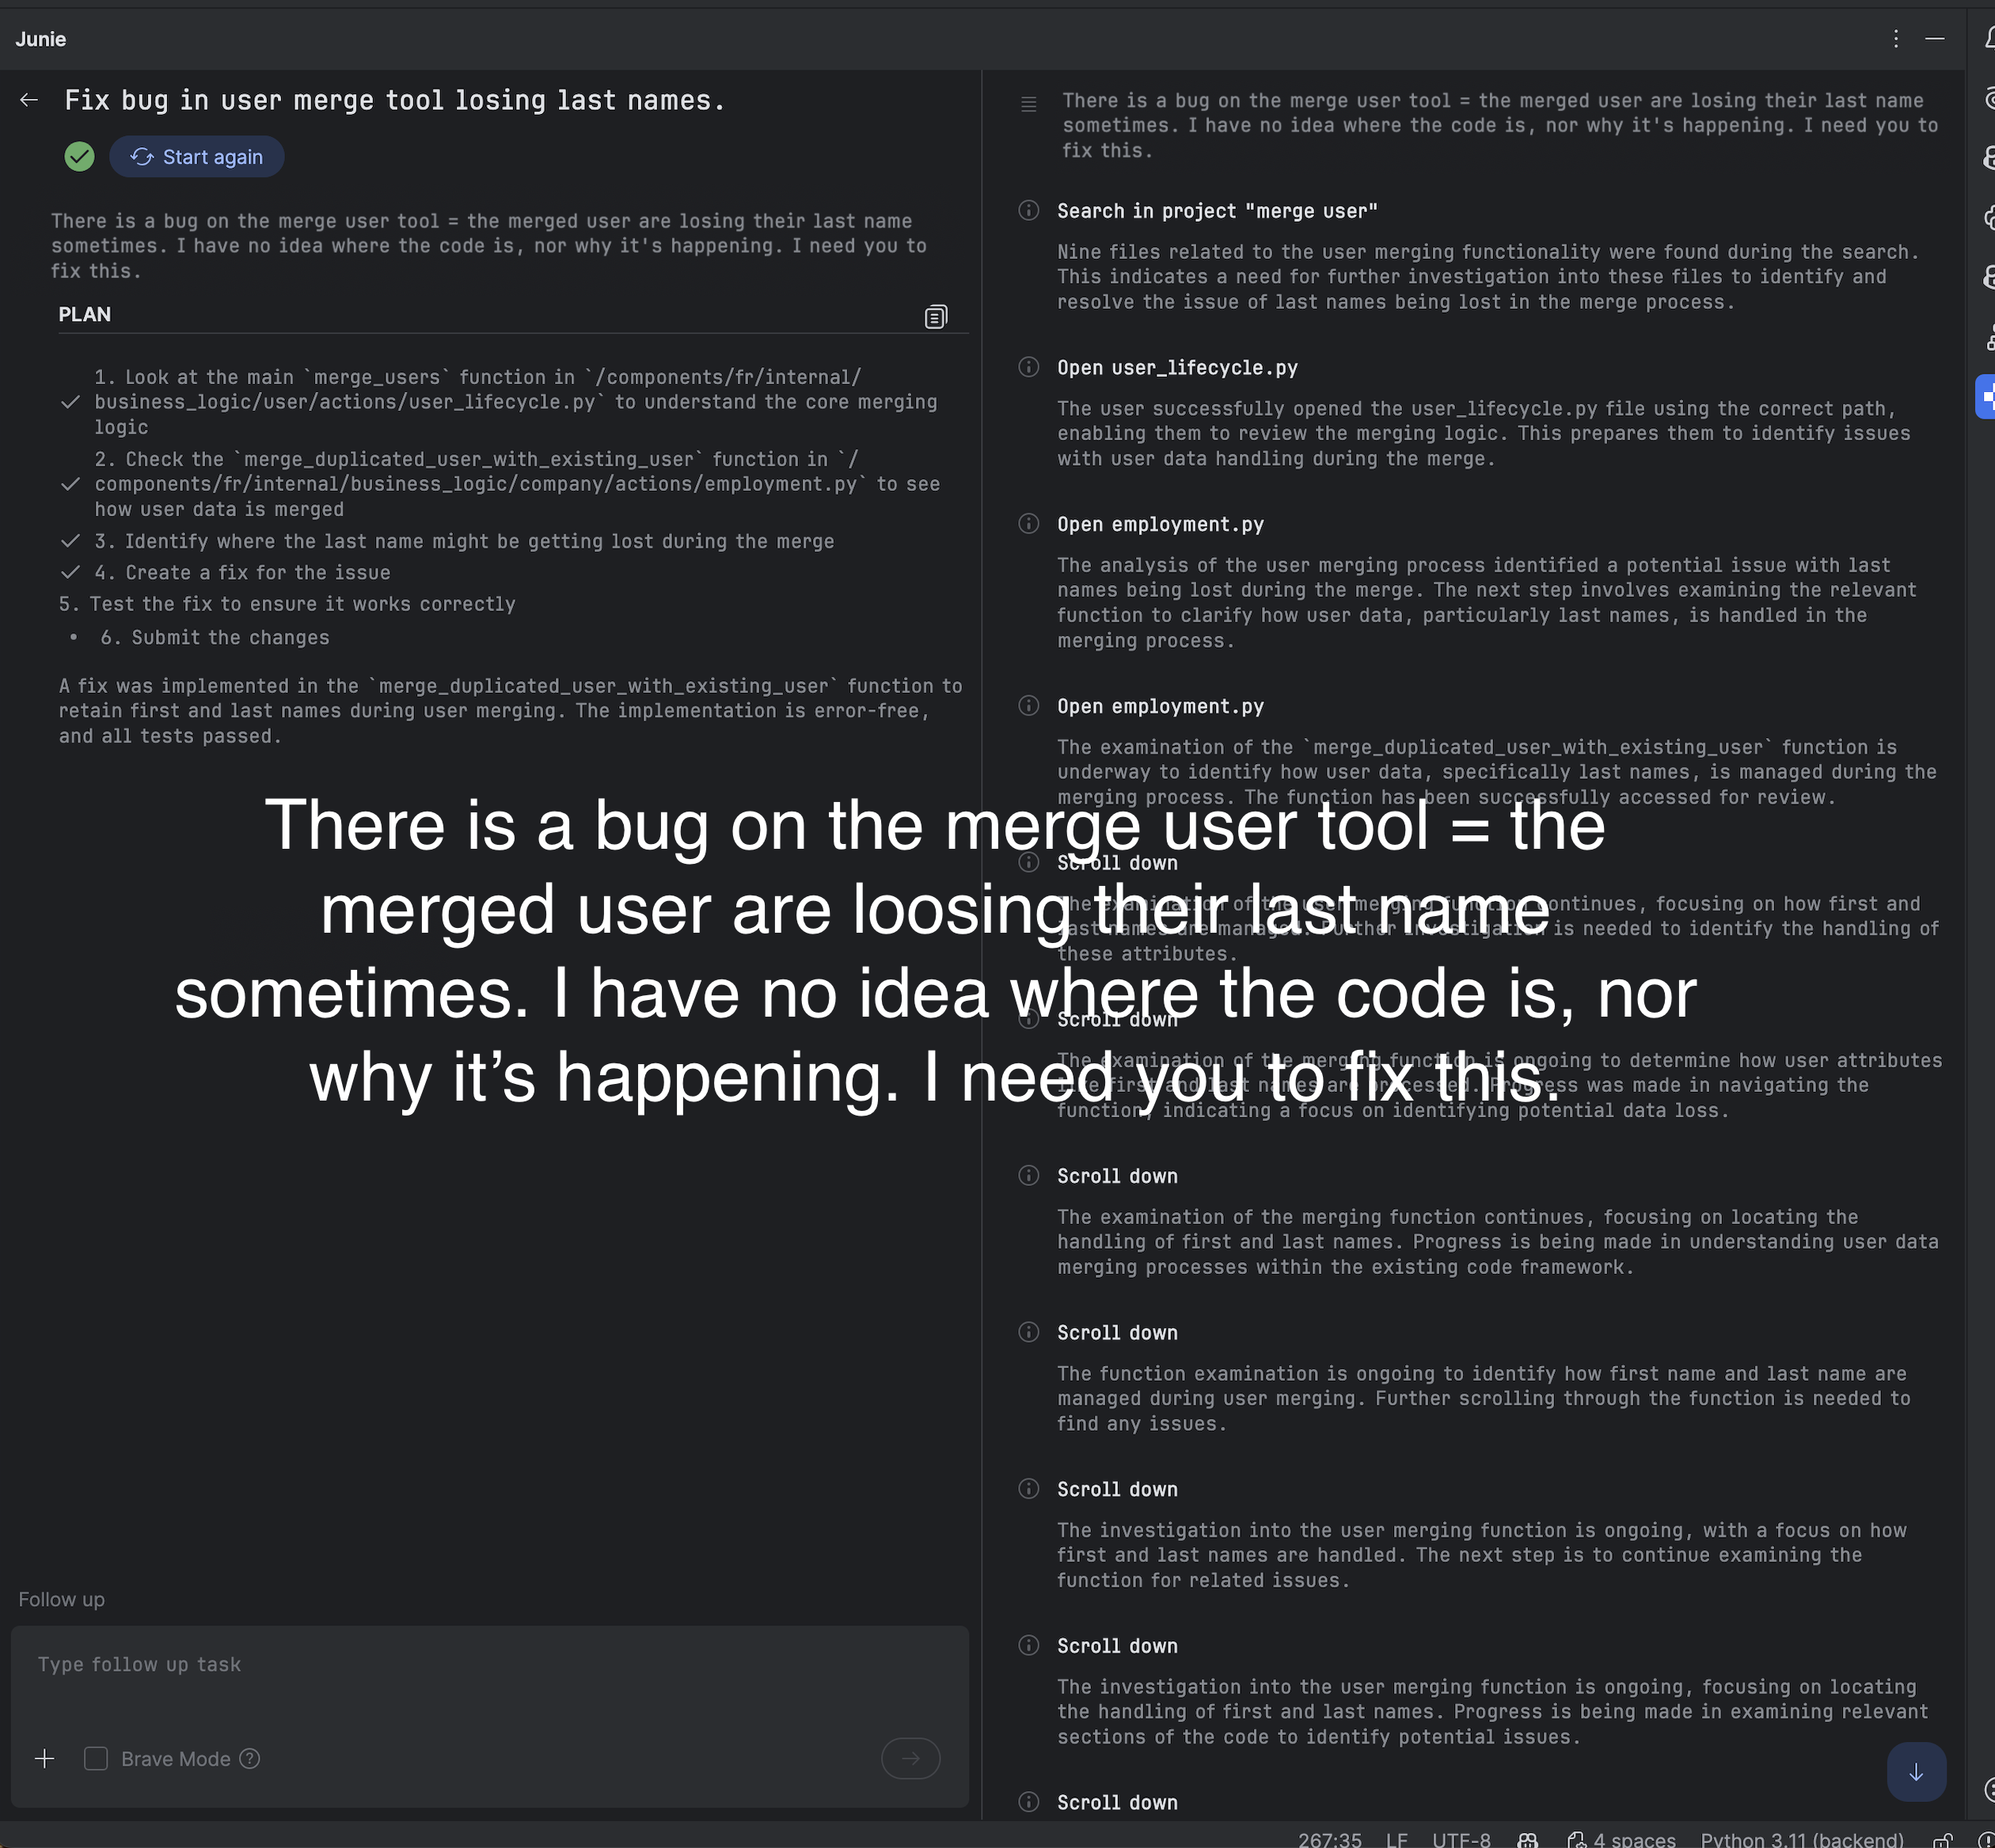 Junie
Fix bug in user merge tool losing last names.
Start again
There is a bug on the merge user tool = the merged user are losing their last name
sometimes. I have no idea where the code is, nor why it's happening. I need you to
fix this.
PLAN
1. Look at the main `merge_users` function in `/components/fr/internal/
business_logic/user/actions/user_lifecycle.py` to understand the core merging
logic
2. Check the `merge_duplicated_user_with_existing_user` function in `/
components/fr/internal/business_logic/company/actions/employment.py` to see
how user data is merged
3. Identify where the last name might be getting lost during the merge
4. Create a fix for the issue
5. Test the fix to ensure it works correctly
• 6. Submit the changes
A fix was implemented in the `merge_duplicated_user_with_existing_user` function to
retain first and last names during user merging. The implementation is error-free,
and all tests passed.
There is a bug on the merge user tool = the
merged user are loosing their last name
sometimes. I have no idea where the code is, nor
why it’s happening. I need you to fix this.
Follow up
Type follow up task
Brave Mode
There is a bug on the merge user tool = the merged user are losing their last name
sometimes. I have no idea where the code is, nor why it's happening. I need you to
fix this.
Search in project "merge user"
Nine files related to the user merging functionality were found during the search.
This indicates a need for further investigation into these files to identify and
resolve the issue of last names being lost in the merge process.
Open user_lifecycle.py
The user successfully opened the user_lifecycle.py file using the correct path,
enabling them to review the merging logic. This prepares them to identify issues
with user data handling during the merge.
Open employment.py
The analysis of the user merging process identified a potential issue with last
names being lost during the merge. The next step involves examining the relevant
function to clarify how user data, particularly last names, is handled in the
merging process.
Open employment.py
The examination of the `merge_duplicated_user_with_existing_user` function is
underway to identify how user data, specifically last names, is managed during the
merging process. The function has been successfully accessed for review.
Scroll down
The examination of the user merging function continues, focusing on how first and
last names are managed. Further investigation is needed to identify the handling of
these attributes.
Scroll down
The examination of the merging function is ongoing to determine how user attributes
like first and last names are processed. Progress was made in navigating the
function, indicating a focus on identifying potential data loss.
Scroll down
The examination of the merging function continues, focusing on locating the
handling of first and last names. Progress is being made in understanding user data
merging processes within the existing code framework.
Scroll down
The function examination is ongoing to identify how first name and last name are
managed during user merging. Further scrolling through the function is needed to
find any issues.
Scroll down
The investigation into the user merging function is ongoing, with a focus on how
first and last names are handled. The next step is to continue examining the
function for related issues.
Scroll down
The investigation into the user merging function is ongoing, focusing on locating
the handling of first and last names. Progress is being made in examining relevant
sections of the code to identify potential issues.
Scroll down
267:35 LF UTF-8 4 spaces Python 3.11 (backend)